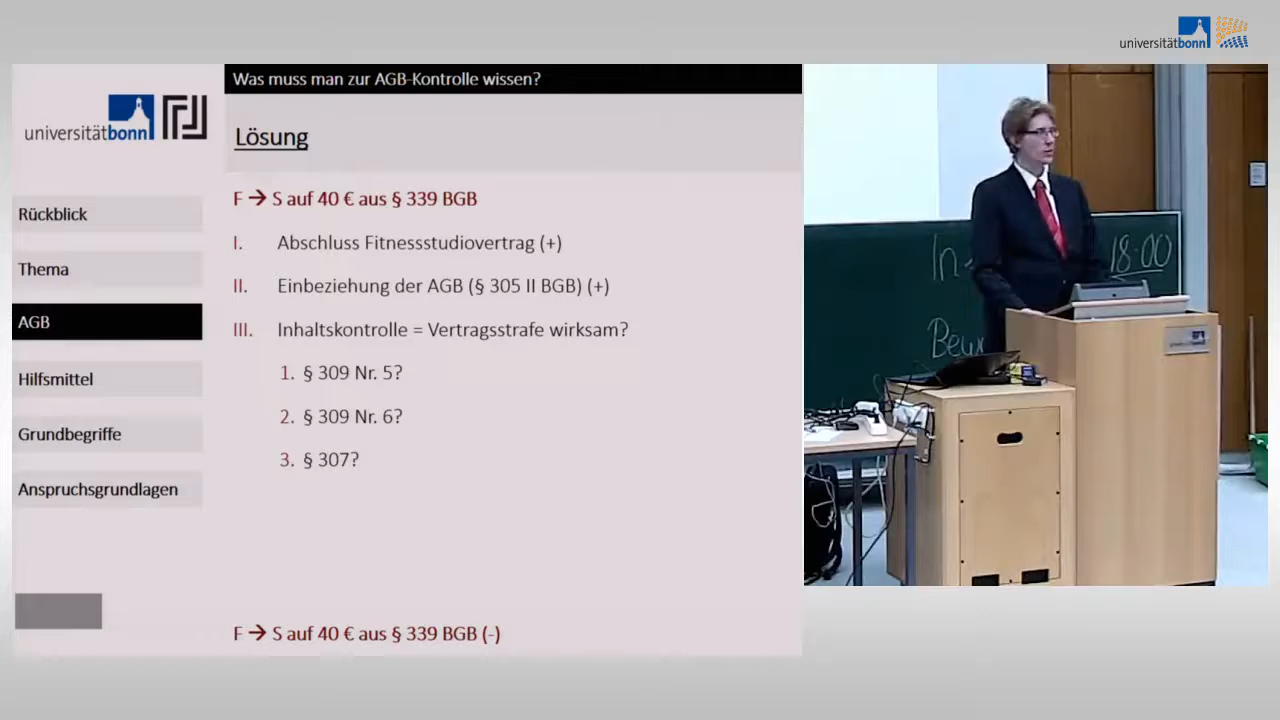 universitätbonn
Was muss man zur AGB-Kontrolle wissen?
universitätbonn
Lösung
Rückblick
Thema
AGB
Hilfsmittel
Grundbegriffe
Anspruchsgrundlagen
F → S auf 40 € aus § 339 BGB
I. Abschluss Fitnessstudiovertrag (+)
II. Einbeziehung der AGB (§ 305 II BGB) (+)
III. Inhaltskontrolle = Vertragsstrafe wirksam?
1. § 309 Nr. 5?
2. § 309 Nr. 6?
3. § 307?
F → S auf 40 € aus § 339 BGB (-)
18:00